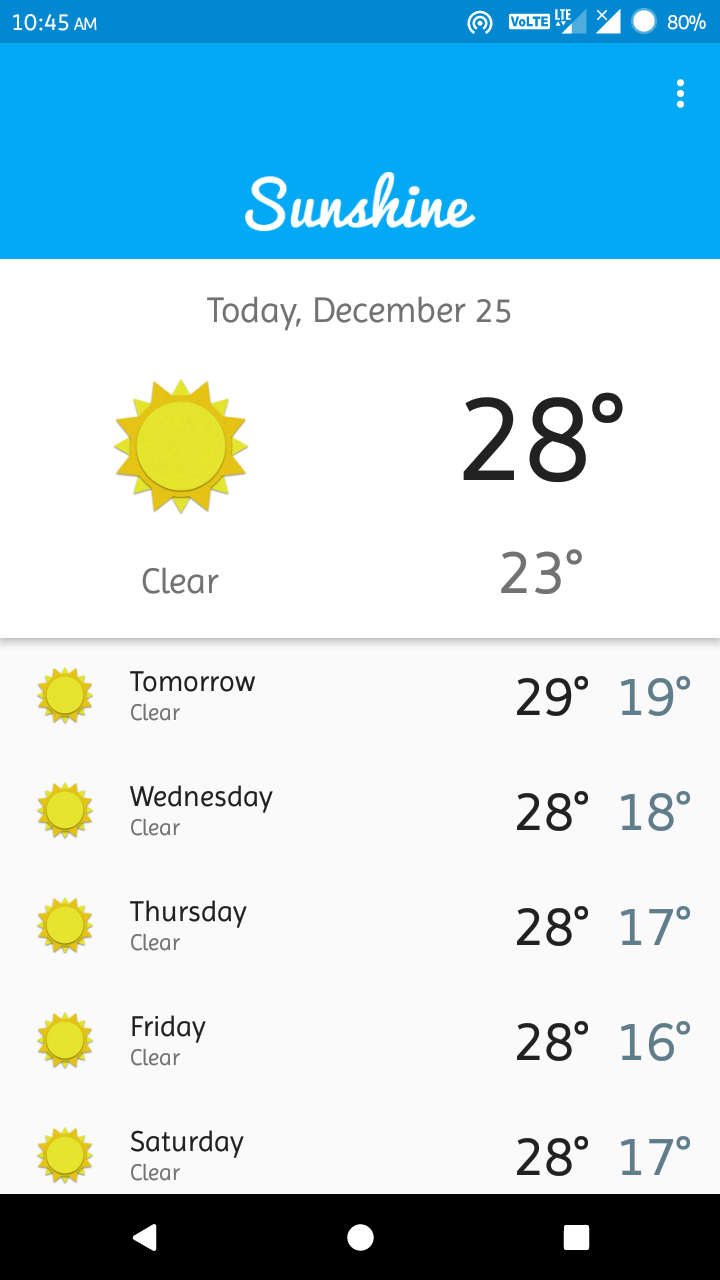 10:45 AM VoLTE LTE 80%
Sunshine
Today, December 25
28°
Clear 23°
Tomorrow 29° 19°
Clear
Wednesday 28° 18°
Clear
Thursday 28° 17°
Clear
Friday 28° 16°
Clear
Saturday 28° 17°
Clear